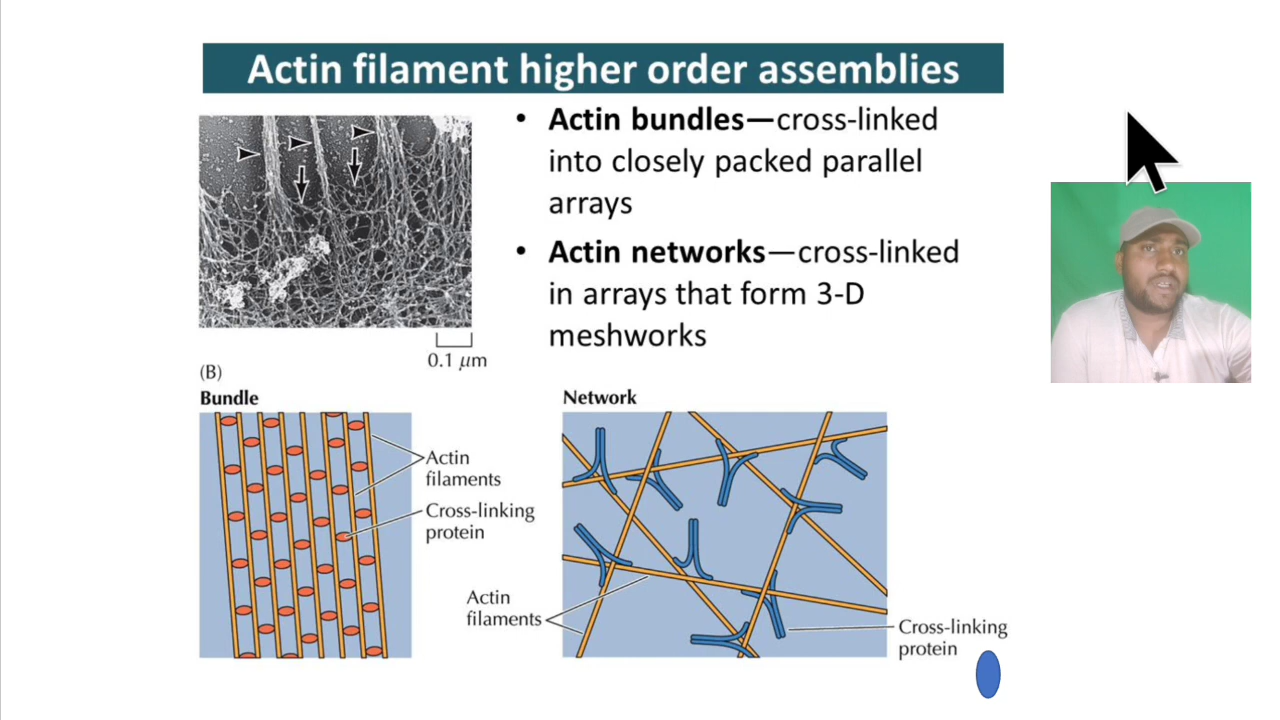 Actin filament higher order assemblies
• Actin bundles—cross-linked
into closely packed parallel
arrays
• Actin networks—cross-linked
in arrays that form 3-D
meshworks
0.1 μm
(B)
Bundle
Actin
filaments
Cross-linking
protein
Network
Actin
filaments
Cross-linking
protein